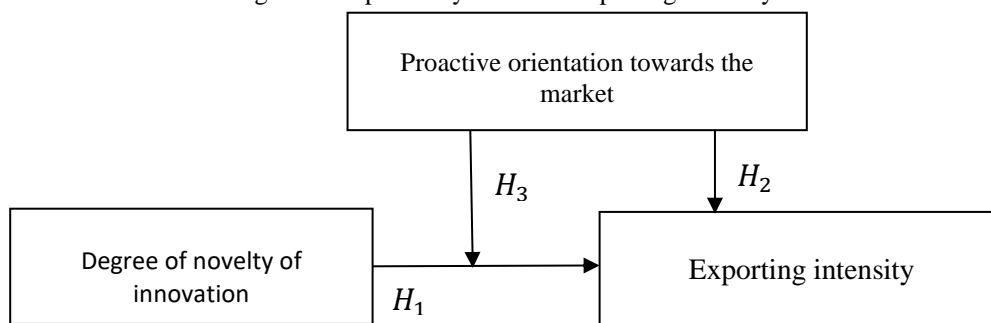 Proactive orientation towards the
market
H₃
H₂
Degree of novelty of
innovation
Exporting intensity
H₁